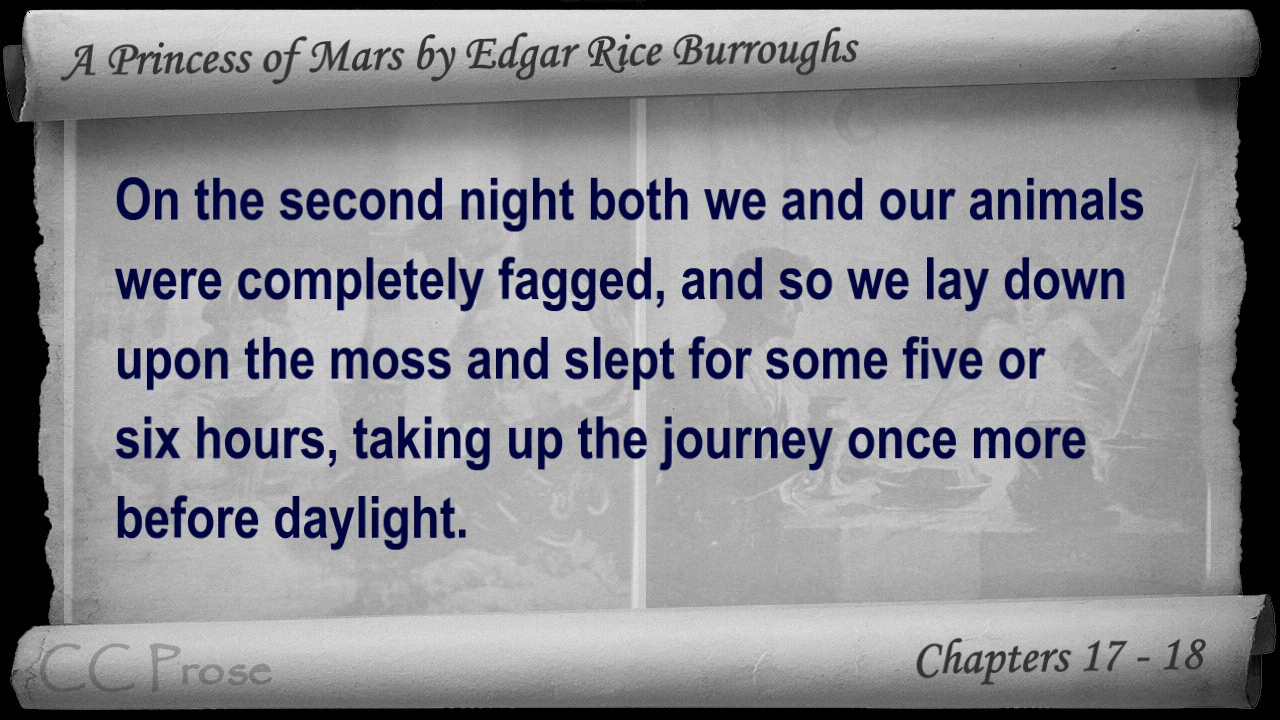 A Princess of Mars by Edgar Rice Burroughs
On the second night both we and our animals
were completely fagged, and so we lay down
upon the moss and slept for some five or
six hours, taking up the journey once more
before daylight.
CC Prose
Chapters 17 - 18